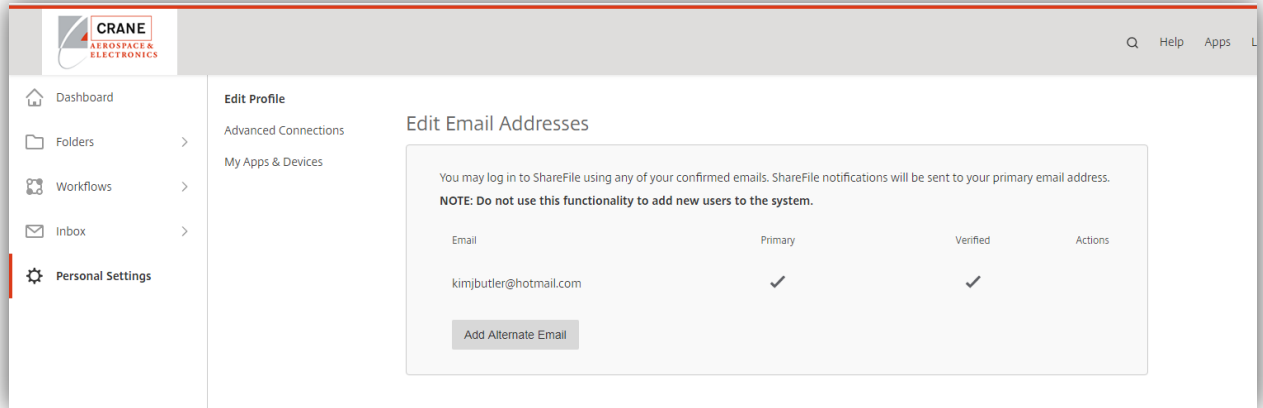 CRANE
AEROSPACE &
ELECTRONICS
Help Apps L
Dashboard
Folders
Workflows
Inbox
Personal Settings
Edit Profile
Advanced Connections
My Apps & Devices
Edit Email Addresses
You may log in to ShareFile using any of your confirmed emails. ShareFile notifications will be sent to your primary email address.
NOTE: Do not use this functionality to add new users to the system.
Email Primary Verified Actions
kimjbutler@hotmail.com
Add Alternate Email